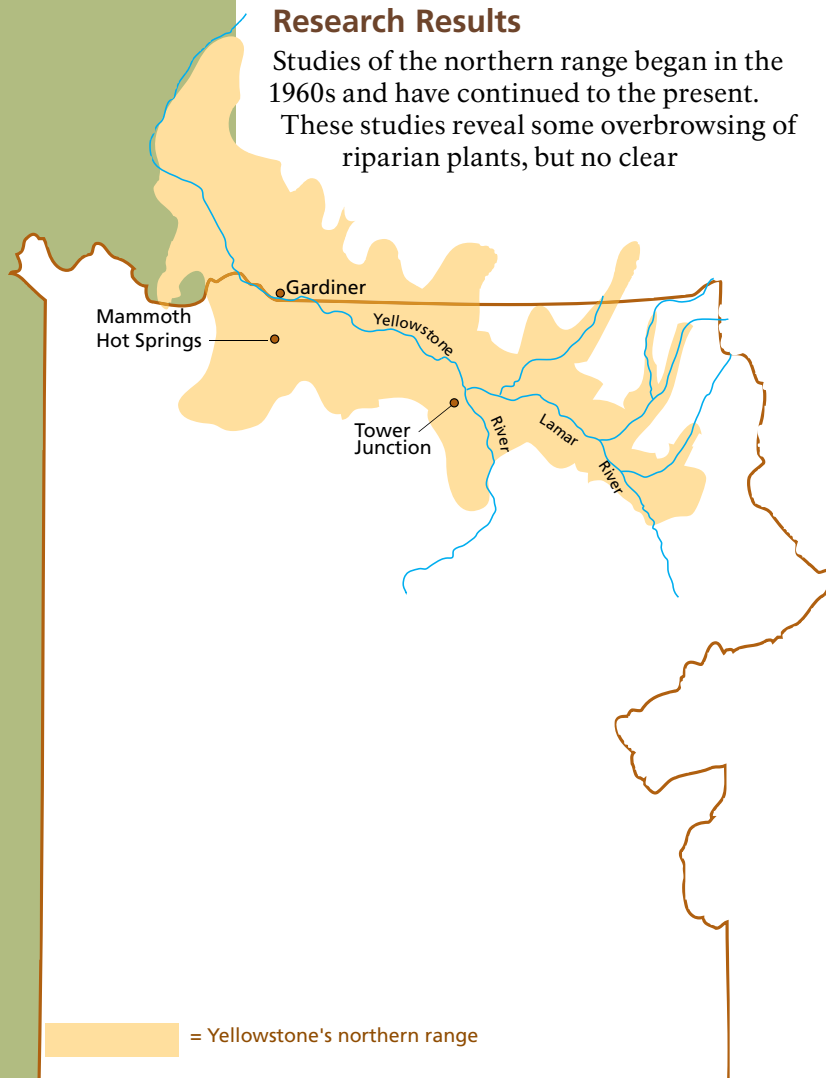 Research Results
Studies of the northern range began in the
1960s and have continued to the present.
These studies reveal some overbrowsing of
riparian plants, but no clear
Gardiner
Mammoth
Hot Springs
Yellowstone
Tower
Junction
River
Lamar
River
= Yellowstone's northern range